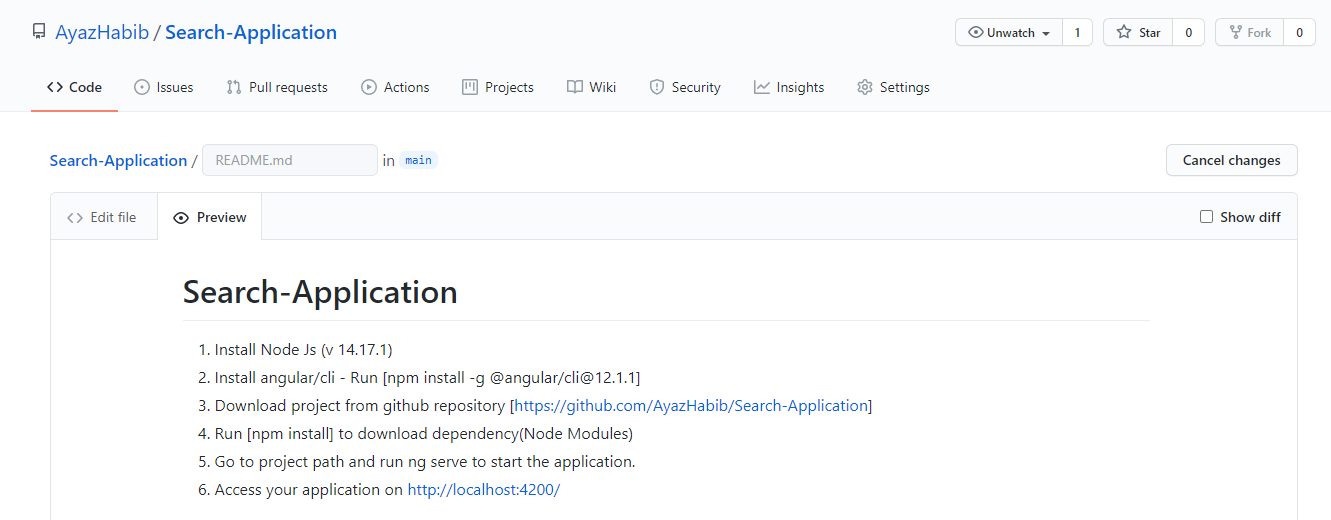 AyazHabib / Search-Application
Unwatch 1 Star 0 Fork 0
Code Issues Pull requests Actions Projects Wiki Security Insights Settings
Search-Application / README.md in main Cancel changes
Edit file Preview Show diff
Search-Application
1. Install Node Js (v 14.17.1)
2. Install angular/cli - Run [npm install -g @angular/cli@12.1.1]
3. Download project from github repository [https://github.com/AyazHabib/Search-Application]
4. Run [npm install] to download dependency(Node Modules)
5. Go to project path and run ng serve to start the application.
6. Access your application on http://localhost:4200/